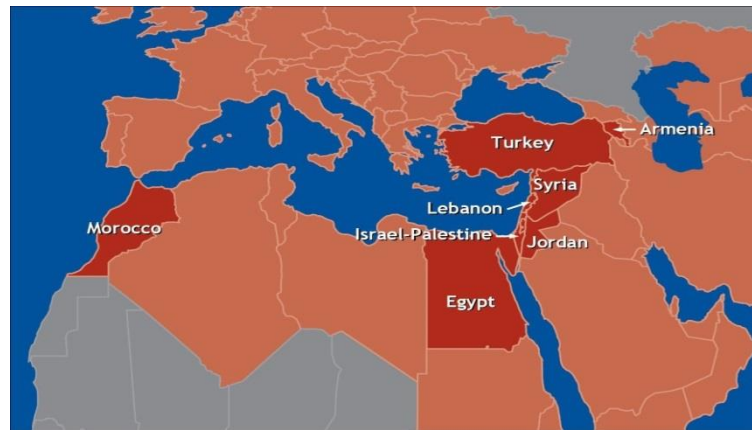 Armenia
Turkey
Syria
Lebanon
Morocco
Israel-Palestine
Jordan
Egypt